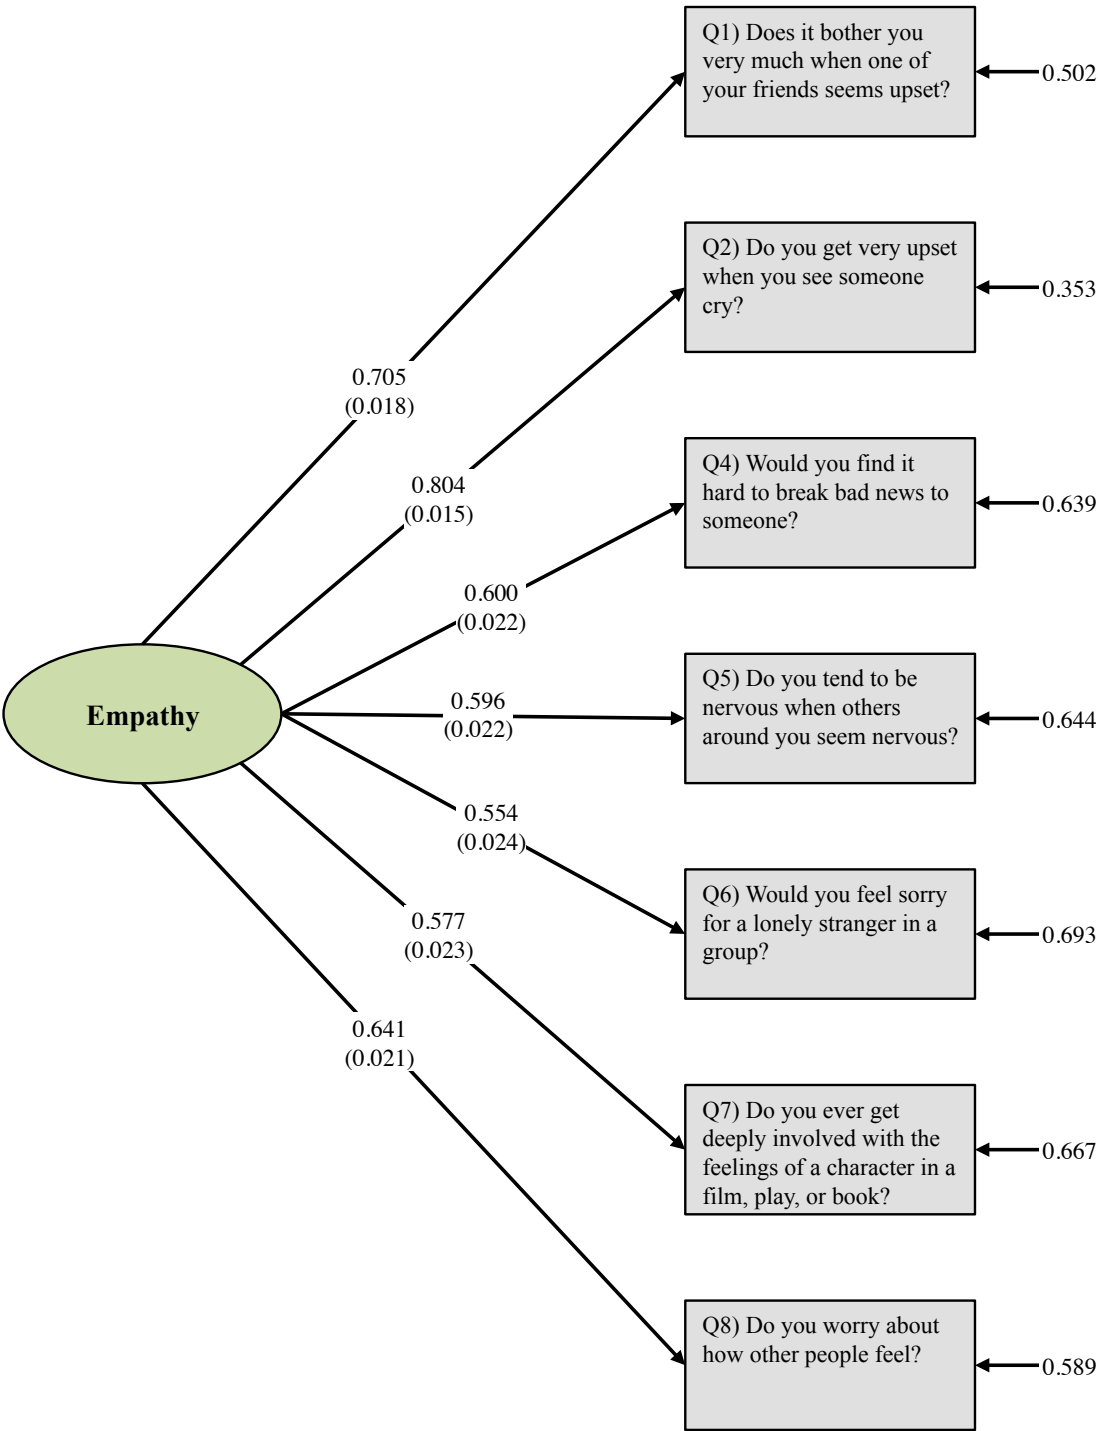 Q1) Does it bother you
very much when one of
your friends seems upset?
0.502
Q2) Do you get very upset
when you see someone
cry?
0.353
0.705
(0.018)
0.804
(0.015)
Q4) Would you find it
hard to break bad news to
someone?
0.639
0.600
(0.022)
Empathy
0.596
(0.022)
Q5) Do you tend to be
nervous when others
around you seem nervous?
0.644
0.554
(0.024)
Q6) Would you feel sorry
for a lonely stranger in a
group?
0.693
0.577
(0.023)
0.641
(0.021)
Q7) Do you ever get
deeply involved with the
feelings of a character in a
film, play, or book?
0.667
Q8) Do you worry about
how other people feel?
0.589